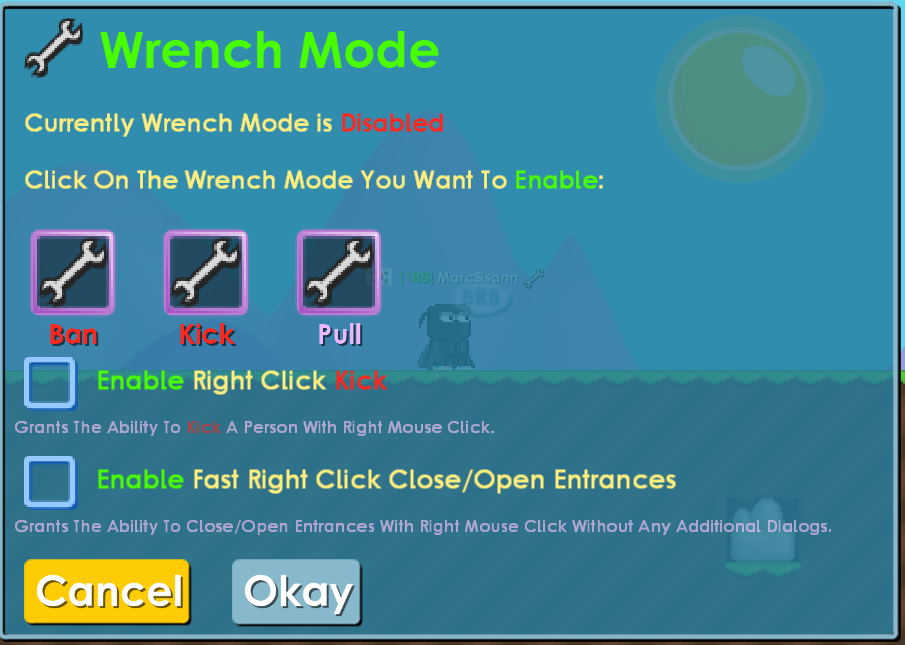 Wrench Mode
Currently Wrench Mode is Disabled
Click On The Wrench Mode You Want To Enable:
[188] MarcSisann
BRB
Ban Kick Pull
Enable Right Click Kick
Grants The Ability To Kick A Person With Right Mouse Click.
Enable Fast Right Click Close/Open Entrances
Grants The Ability To Close/Open Entrances With Right Mouse Click Without Any Additional Dialogs.
Cancel Okay